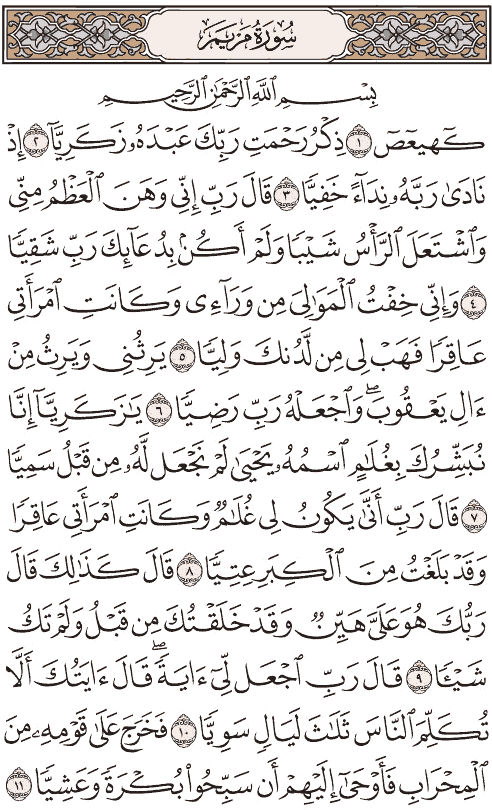 سُورَةُ مَرْيَمَ
بِسْمِ ٱللَّهِ ٱلرَّحْمَٰنِ ٱلرَّحِيمِ
كٓهيعٓصٓ ١ ذِكْرُ رَحْمَتِ رَبِّكَ عَبْدَهُۥ زَكَرِيَّآ ٢ إِذْ
نَادَىٰ رَبَّهُۥ نِدَآءً خَفِيًّا ٣ قَالَ رَبِّ إِنِّي وَهَنَ ٱلْعَظْمُ مِنِّي
وَٱشْتَعَلَ ٱلرَّأْسُ شَيْبًا وَلَمْ أَكُنۢ بِدُعَآئِكَ رَبِّ شَقِيًّا
٤ وَإِنِّي خِفْتُ ٱلْمَوَٰلِيَ مِن وَرَآءِي وَكَانَتِ ٱمْرَأَتِي
عَاقِرًا فَهَبْ لِي مِن لَّدُنكَ وَلِيًّا ٥ يَرِثُنِي وَيَرِثُ مِنْ
ءَالِ يَعْقُوبَۖ وَٱجْعَلْهُ رَبِّ رَضِيًّا ٦ يَٰزَكَرِيَّآ إِنَّا
نُبَشِّرُكَ بِغُلَٰمٍ ٱسْمُهُۥ يَحْيَىٰ لَمْ نَجْعَل لَّهُۥ مِن قَبْلُ سَمِيًّا
٧ قَالَ رَبِّ أَنَّىٰ يَكُونُ لِي غُلَٰمٌ وَكَانَتِ ٱمْرَأَتِي عَاقِرًا
وَقَدْ بَلَغْتُ مِنَ ٱلْكِبَرِ عِتِيًّا ٨ قَالَ كَذَٰلِكَ قَالَ
رَبُّكَ هُوَ عَلَيَّ هَيِّنٌ وَقَدْ خَلَقْتُكَ مِن قَبْلُ وَلَمْ تَكُ
شَيْـًٔا ٩ قَالَ رَبِّ ٱجْعَل لِّيٓ ءَايَةًۖ قَالَ ءَايَتُكَ أَلَّا
تُكَلِّمَ ٱلنَّاسَ ثَلَٰثَ لَيَالٍ سَوِيًّا ١٠ فَخَرَجَ عَلَىٰ قَوْمِهِۦ مِنَ
ٱلْمِحْرَابِ فَأَوْحَىٰٓ إِلَيْهِمْ أَن سَبِّحُوا۟ بُكْرَةً وَعَشِيًّا ١١